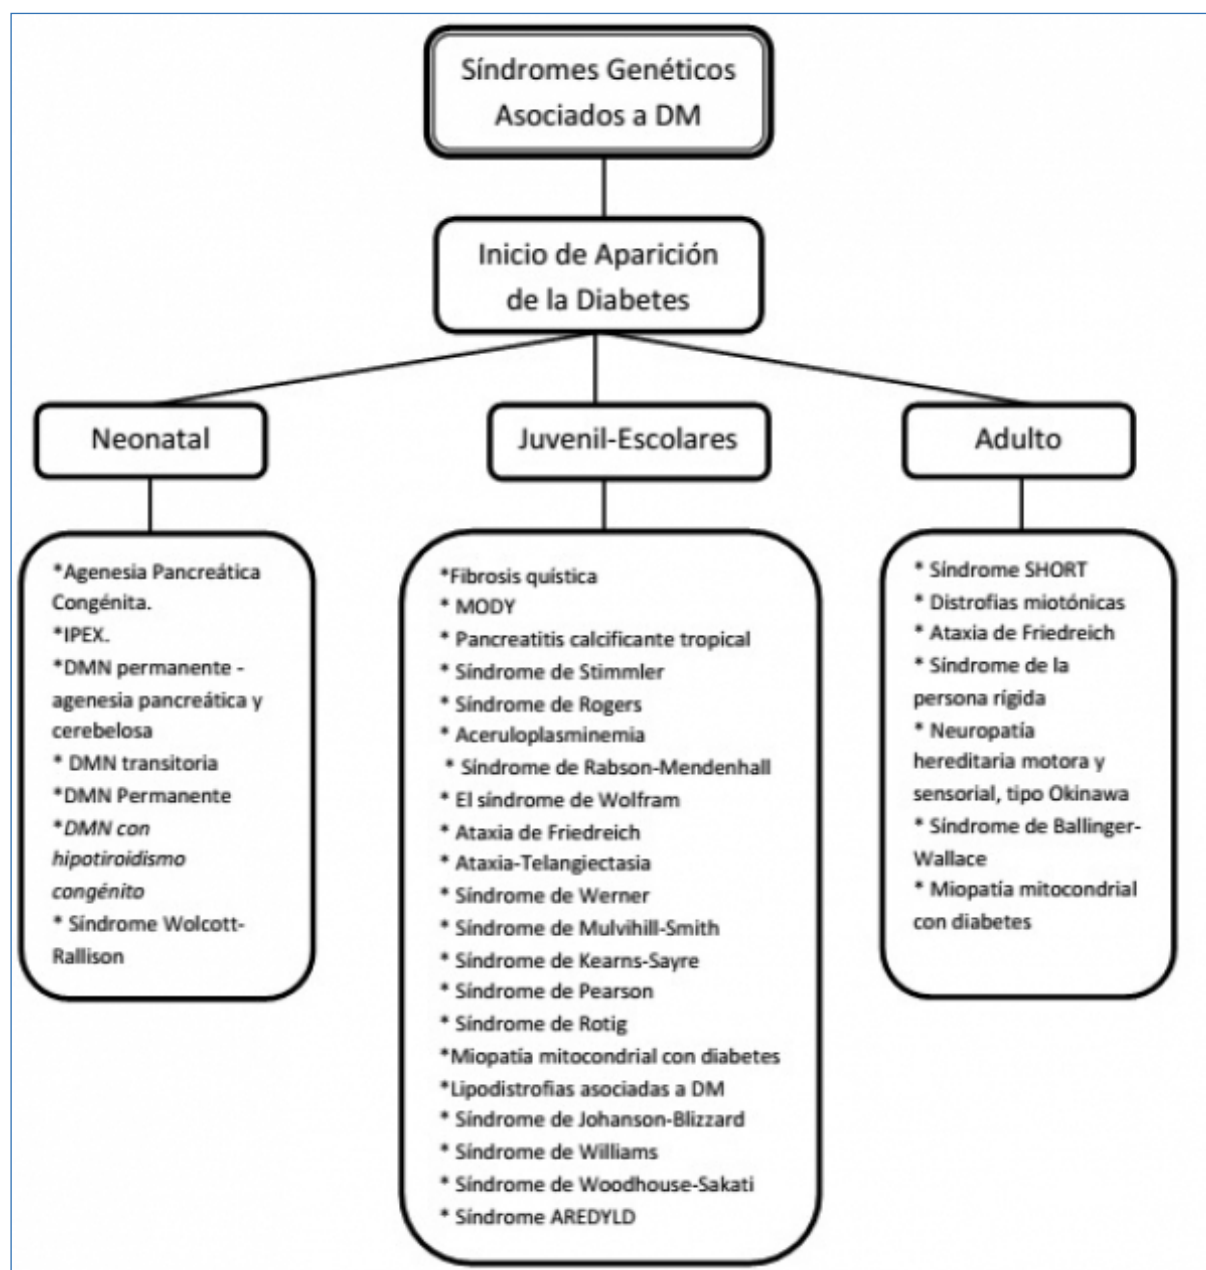 Síndromes Genéticos
Asociados a DM
Inicio de Aparición
de la Diabetes
Neonatal
Juvenil-Escolares
Adulto
*Agenesia Pancreática
Congénita.
*IPEX.
*DMN permanente -
agenesia pancreática y
cerebelosa
* DMN transitoria
*DMN Permanente
*DMN con
hipotiroidismo
congénito
* Síndrome Wolcott-
Rallison
*Fibrosis quística
* MODY
* Pancreatitis calcificante tropical
* Síndrome de Stimmler
* Síndrome de Rogers
* Aceruloplasminemia
* Síndrome de Rabson-Mendenhall
* El síndrome de Wolfram
* Ataxia de Friedreich
* Ataxia-Telangiectasia
* Síndrome de Werner
* Síndrome de Mulvihill-Smith
* Síndrome de Kearns-Sayre
* Síndrome de Pearson
* Síndrome de Rotig
*Miopatía mitocondrial con diabetes
*Lipodistrofias asociadas a DM
* Síndrome de Johanson-Blizzard
* Síndrome de Williams
* Síndrome de Woodhouse-Sakati
* Síndrome AREDYLD
* Síndrome SHORT
* Distrofias miotónicas
* Ataxia de Friedreich
* Síndrome de la
persona rígida
* Neuropatía
hereditaria motora y
sensorial, tipo Okinawa
* Síndrome de Ballinger-
Wallace
* Miopatía mitocondrial
con diabetes